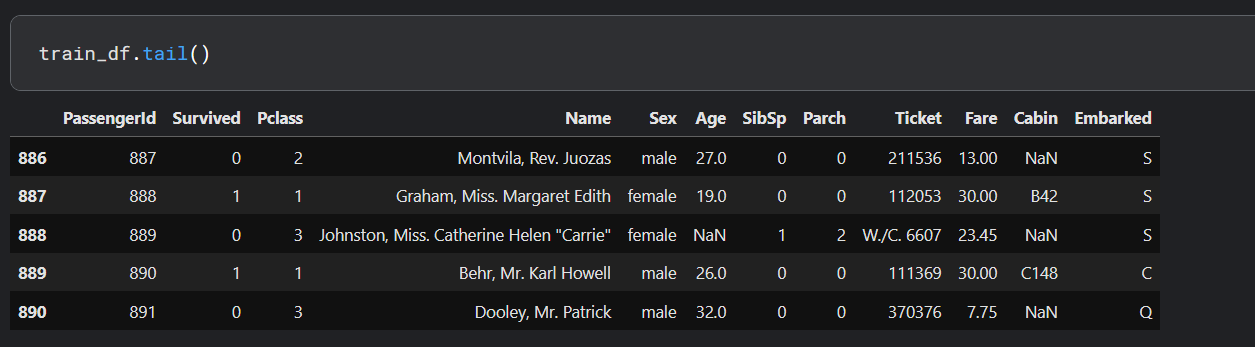 train_df.tail()
PassengerId Survived Pclass Name Sex Age SibSp Parch Ticket Fare Cabin Embarked
886 887 0 2 Montvila, Rev. Juozas male 27.0 0 0 211536 13.00 NaN S
887 888 1 1 Graham, Miss. Margaret Edith female 19.0 0 0 112053 30.00 B42 S
888 889 0 3 Johnston, Miss. Catherine Helen "Carrie" female NaN 1 2 W./C. 6607 23.45 NaN S
889 890 1 1 Behr, Mr. Karl Howell male 26.0 0 0 111369 30.00 C148 C
890 891 0 3 Dooley, Mr. Patrick male 32.0 0 0 370376 7.75 NaN Q